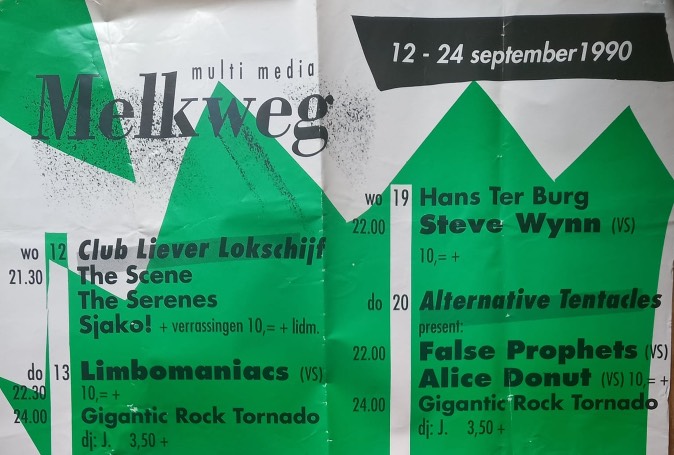 multi media
Melkweg
12 - 24 september 1990
wo 12 Club Liever Lokschijf
21.30 The Scene
The Serenes
Sjako! + verrassingen 10,= + lidm.
do 13 Limbomaniacs (VS)
22.30 10,= +
24.00 Gigantic Rock Tornado
dj: J. 3,50 +
wo 19 Hans Ter Burg
22.00 Steve Wynn (VS)
10,= +
do 20 Alternative Tentacles
present:
22.00 False Prophets (VS)
Alice Donut (VS) 10,= +
24.00 Gigantic Rock Tornado
dj: J. 3,50 +